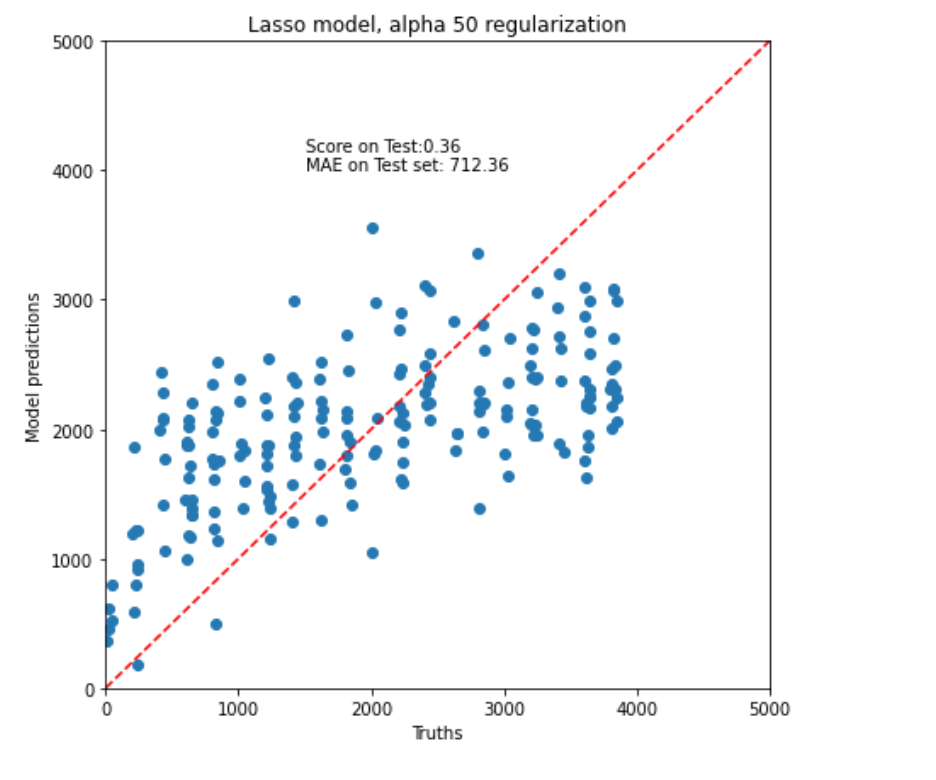 Lasso model, alpha 50 regularization
5000
4000
3000
2000
1000
0
Model predictions
Score on Test:0.36
MAE on Test set: 712.36
0 1000 2000 3000 4000 5000
Truths